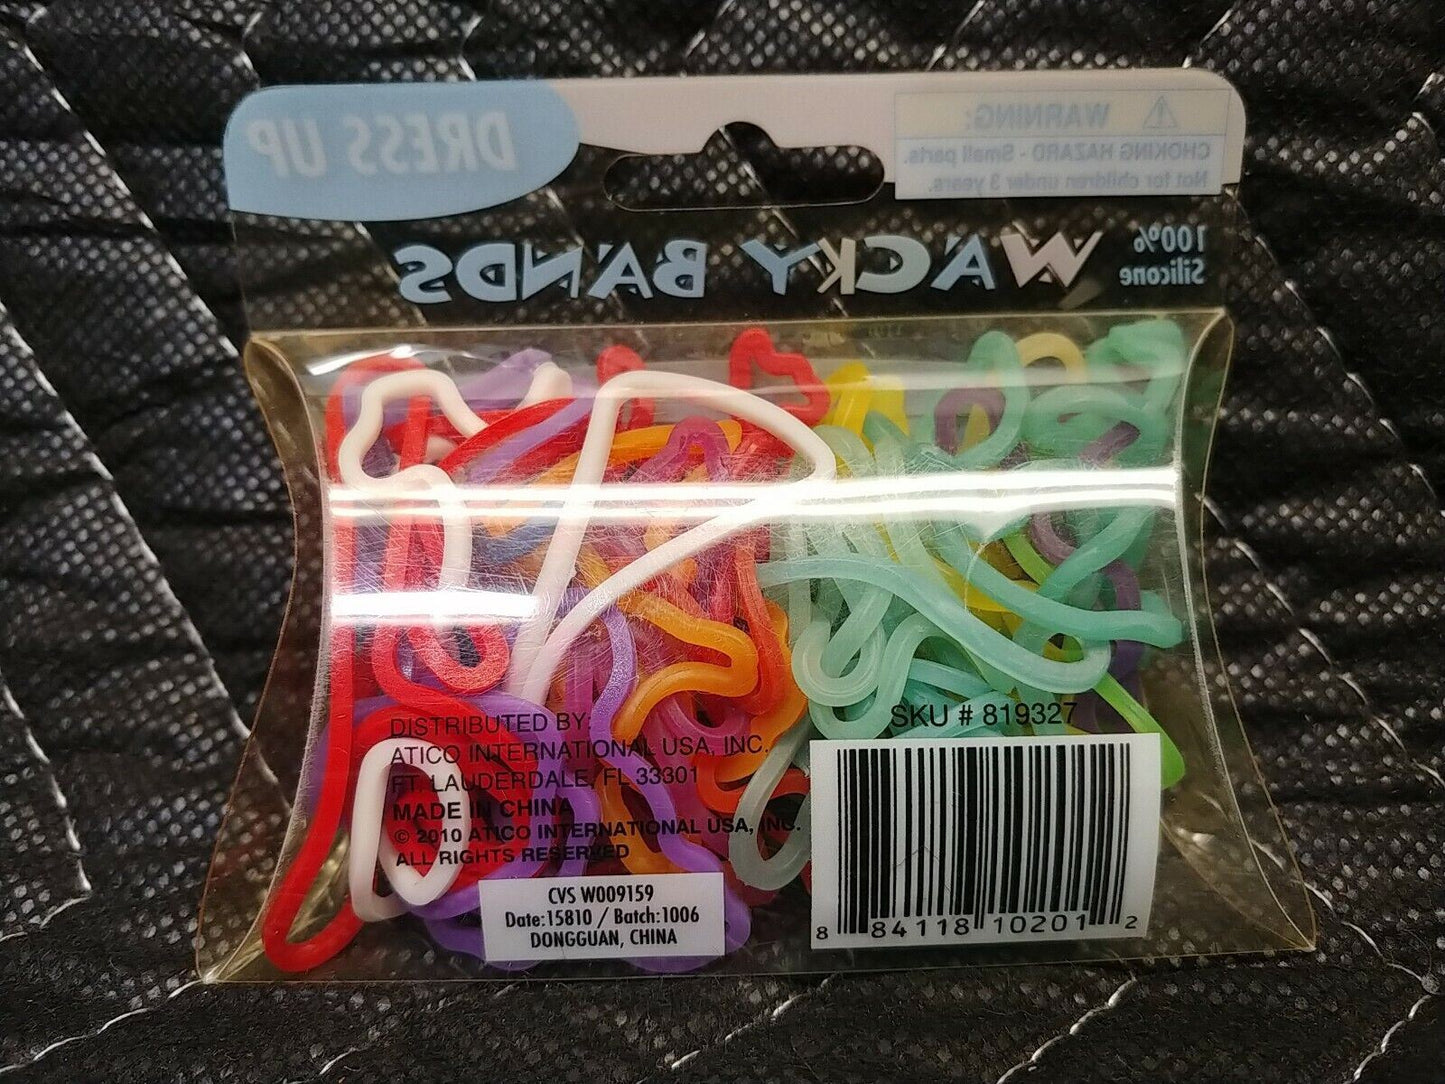 DRESS UP
WARNING:
CHOKING HAZARD - Small parts.
Not for children under 3 years.
100%
Silicone
WACKY BANDS
SKU # 819327
DISTRIBUTED BY:
ATICO INTERNATIONAL USA, INC.
FT. LAUDERDALE, FL 33301
MADE IN CHINA
© 2010 ATICO INTERNATIONAL USA, INC.
ALL RIGHTS RESERVED
CVS W009159
Date:15810 / Batch:1006
DONGGUAN, CHINA
8 84118 10201 2